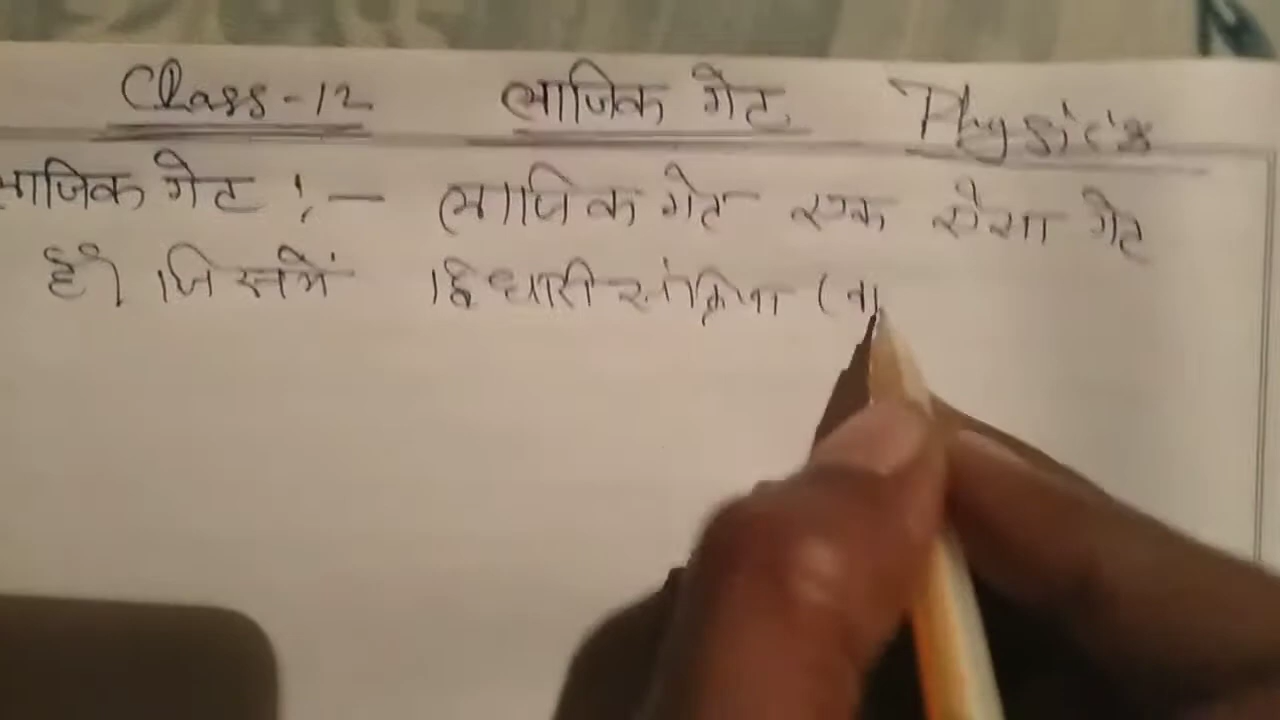 Class-12 लाजिक गेट Physics
लाजिक गेट :- लाजिक गेट एक ऐसा गेट
है। जिसमें द्विधारी